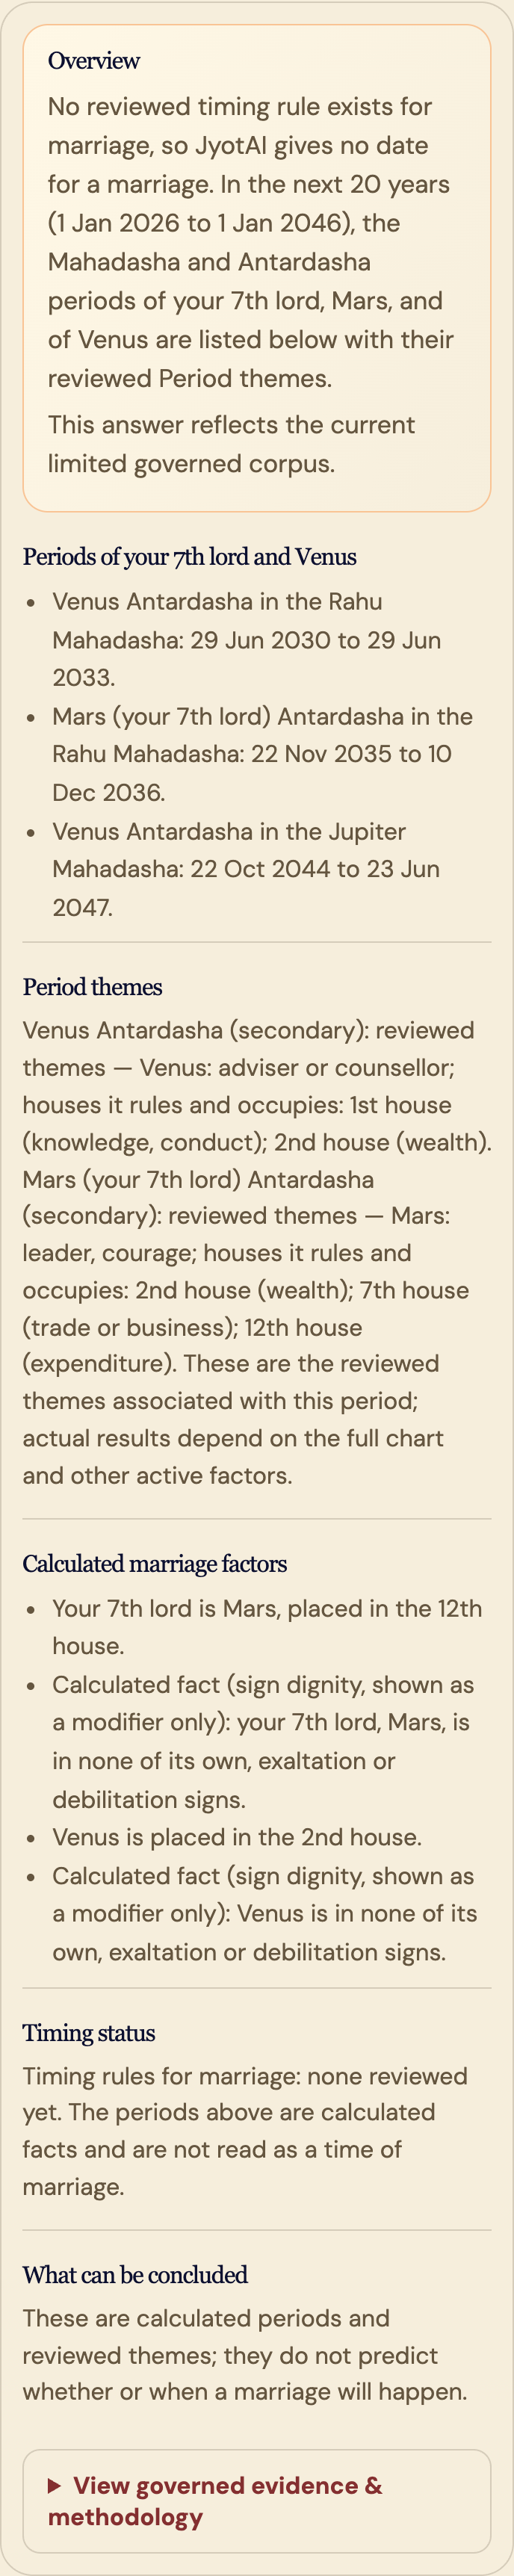 Overview
No reviewed timing rule exists for
marriage, so JyotAI gives no date
for a marriage. In the next 20 years
(1 Jan 2026 to 1 Jan 2046), the
Mahadasha and Antardasha
periods of your 7th lord, Mars, and
of Venus are listed below with their
reviewed Period themes.
This answer reflects the current
limited governed corpus.
Periods of your 7th lord and Venus
• Venus Antardasha in the Rahu
Mahadasha: 29 Jun 2030 to 29 Jun
2033.
• Mars (your 7th lord) Antardasha in the
Rahu Mahadasha: 22 Nov 2035 to 10
Dec 2036.
• Venus Antardasha in the Jupiter
Mahadasha: 22 Oct 2044 to 23 Jun
2047.
Period themes
Venus Antardasha (secondary): reviewed
themes — Venus: adviser or counsellor;
houses it rules and occupies: 1st house
(knowledge, conduct); 2nd house (wealth).
Mars (your 7th lord) Antardasha
(secondary): reviewed themes — Mars:
leader, courage; houses it rules and
occupies: 2nd house (wealth); 7th house
(trade or business); 12th house
(expenditure). These are the reviewed
themes associated with this period;
actual results depend on the full chart
and other active factors.
Calculated marriage factors
• Your 7th lord is Mars, placed in the 12th
house.
• Calculated fact (sign dignity, shown as
a modifier only): your 7th lord, Mars, is
in none of its own, exaltation or
debilitation signs.
• Venus is placed in the 2nd house.
• Calculated fact (sign dignity, shown as
a modifier only): Venus is in none of its
own, exaltation or debilitation signs.
Timing status
Timing rules for marriage: none reviewed
yet. The periods above are calculated
facts and are not read as a time of
marriage.
What can be concluded
These are calculated periods and
reviewed themes; they do not predict
whether or when a marriage will happen.
▶ View governed evidence &
methodology